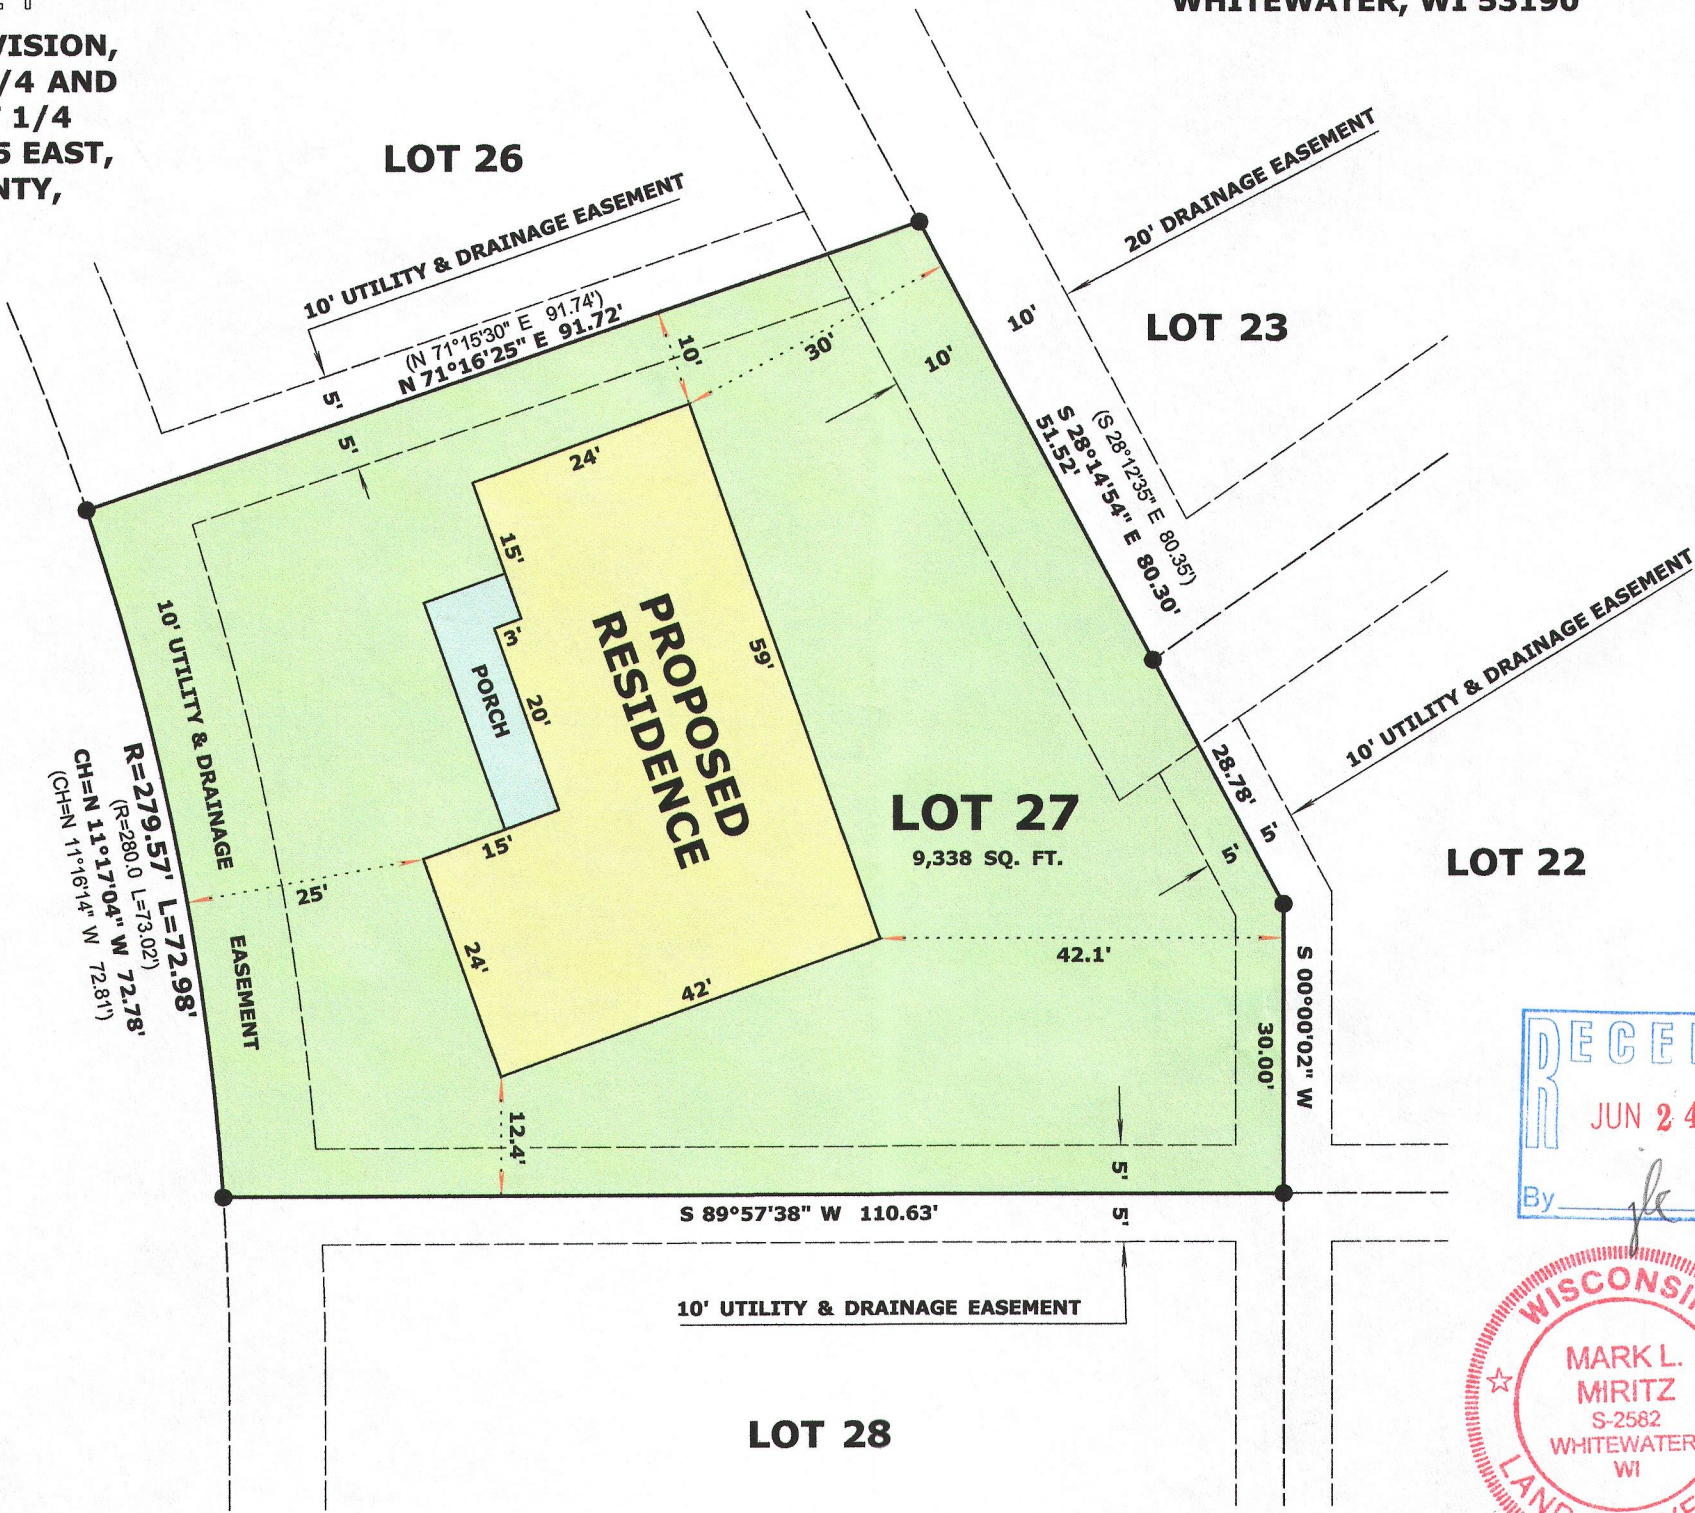 WHITEWATER, WI 53190
VISION,
/4 AND
1/4
5 EAST,
NTY,
LOT 26
10' UTILITY & DRAINAGE EASEMENT
(N 71°15'30" E 91.74')
N 71°16'25" E 91.72'
5'
5'
10'
30'
20' DRAINAGE EASEMENT
10'
10'
LOT 23
(S 28°12'35" E 80.35')
S 28°14'54" E 80.30'
51.52'
24'
15'
3'
20'
59'
PORCH
PROPOSED
RESIDENCE
15'
24'
42'
25'
12.4'
42.1'
LOT 27
9,338 SQ. FT.
10' UTILITY & DRAINAGE
EASEMENT
R=279.57' L=72.98'
(R=280.0 L=73.02')
CH=N 11°17'04" W 72.78'
(CH=N 11°16'14" W 72.81')
28.78'
5'
5'
10' UTILITY & DRAINAGE EASEMENT
LOT 22
S 00°00'02" W
30.00'
5'
5'
S 89°57'38" W 110.63'
10' UTILITY & DRAINAGE EASEMENT
LOT 28
RECEI
JUN 24
By
WISCONSI
MARK L.
MIRITZ
S-2582
WHITEWATER
WI
LAND